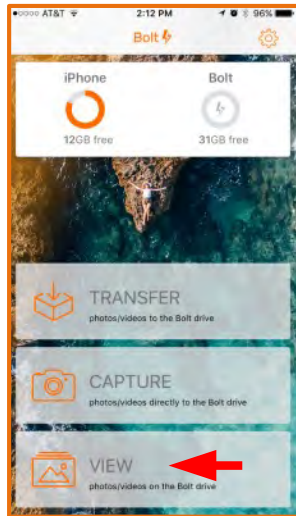 AT&T 2:12 PM 96%
Bolt
iPhone Bolt
12GB free 31GB free
TRANSFER
photos/videos to the Bolt drive
CAPTURE
photos/videos directly to the Bolt drive
VIEW
photos/videos on the Bolt drive